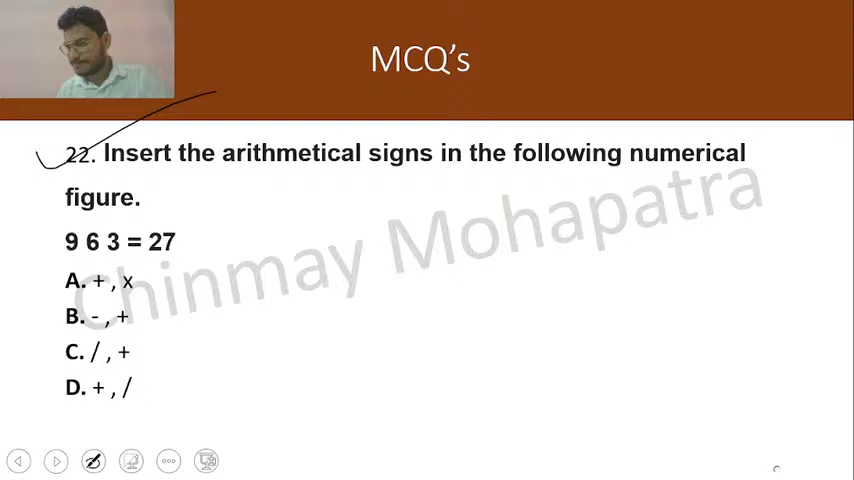 MCQ's
22. Insert the arithmetical signs in the following numerical
figure.
9 6 3 = 27
A. + , x
B. - , +
C. / , +
D. + , /
Chinmay Mohapatra